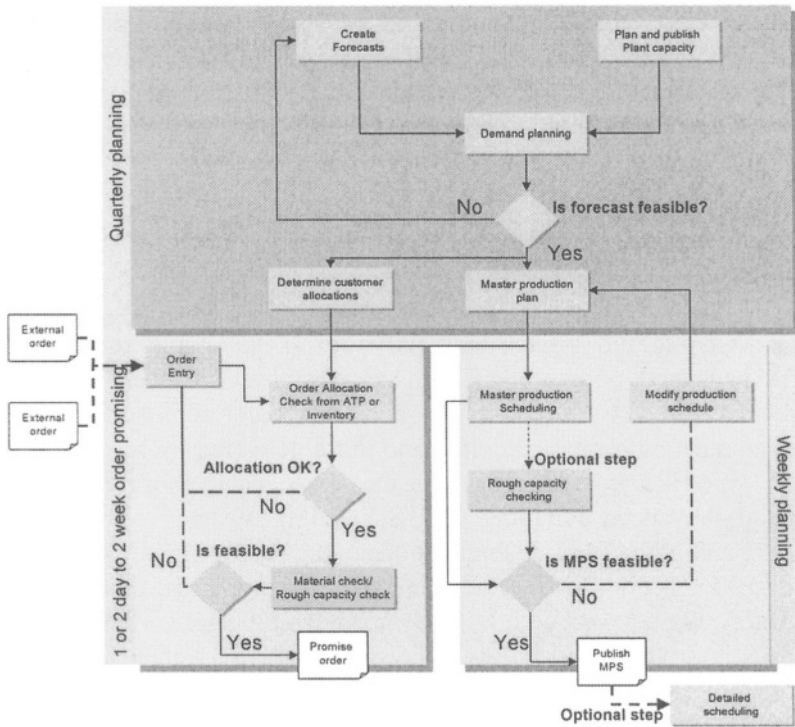 Create
Forecasts
Plan and publish
Plant capacity
Demand planning
Quarterly planning
No
Is forecast feasible?
Yes
Determine customer
allocations
Master production
plan
External
order
External
order
Order
Entry
Order Allocation
Check from ATP or
Inventory
Master production
Scheduling
Modify production
schedule
1 or 2 day to 2 week order promising
Weekly planning
Allocation OK?
No
Yes
Optional step
Rough capacity
checking
No
Is feasible?
Material check/
Rough capacity check
Is MPS feasible?
No
Yes
Promise
order
Yes
Publish
MPS
Optional step
Detailed
scheduling